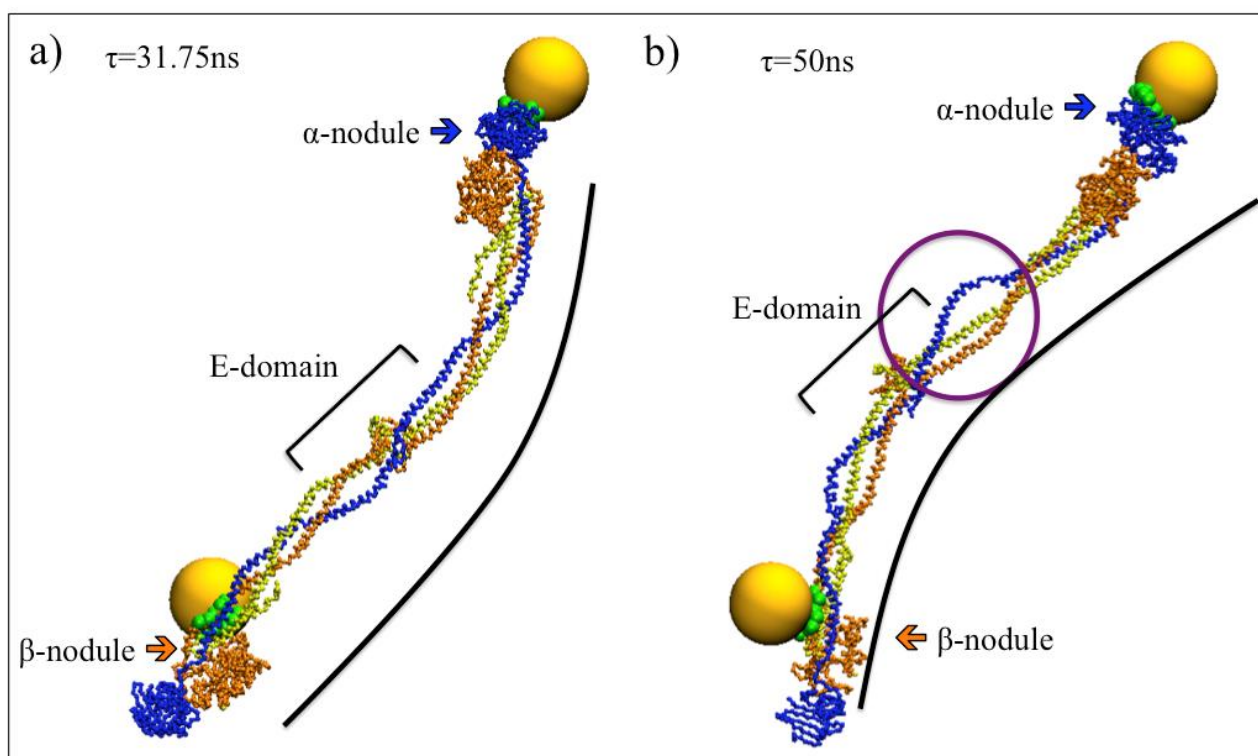 a)
τ=31.75ns
α-nodule
E-domain
β-nodule
b)
τ=50ns
α-nodule
E-domain
β-nodule